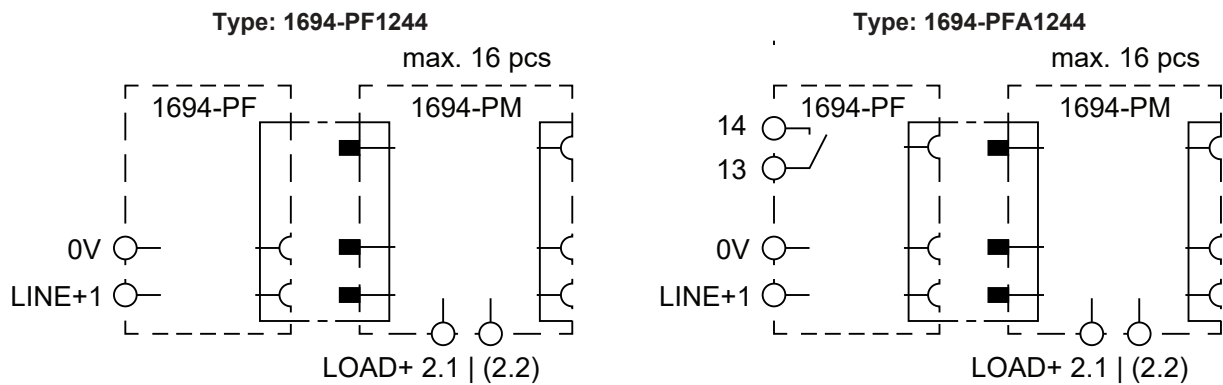 Type: 1694-PF1244
max. 16 pcs
1694-PF
1694-PM
0V
LINE+1
LOAD+ 2.1 | (2.2)
Type: 1694-PFA1244
max. 16 pcs
1694-PF
1694-PM
14
13
0V
LINE+1
LOAD+ 2.1 | (2.2)